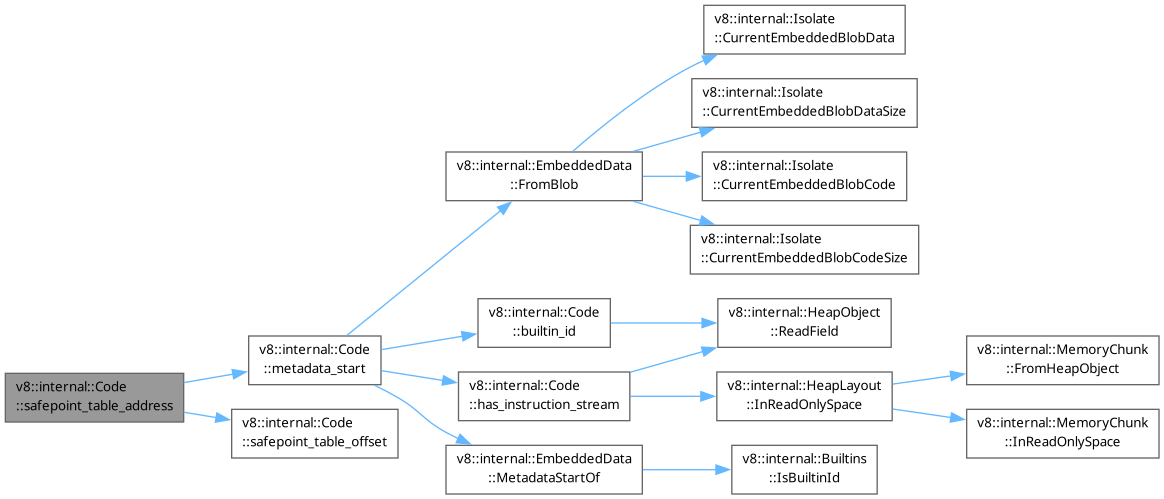 v8::internal::Isolate
::CurrentEmbeddedBlobData
v8::internal::Isolate
::CurrentEmbeddedBlobDataSize
v8::internal::EmbeddedData
::FromBlob
v8::internal::Isolate
::CurrentEmbeddedBlobCode
v8::internal::Isolate
::CurrentEmbeddedBlobCodeSize
v8::internal::Code
::builtin_id
v8::internal::HeapObject
::ReadField
v8::internal::Code
::metadata_start
v8::internal::MemoryChunk
::FromHeapObject
v8::internal::Code
::safepoint_table_address
v8::internal::Code
::has_instruction_stream
v8::internal::HeapLayout
::InReadOnlySpace
v8::internal::Code
::safepoint_table_offset
v8::internal::MemoryChunk
::InReadOnlySpace
v8::internal::EmbeddedData
::MetadataStartOf
v8::internal::Builtins
::IsBuiltinId